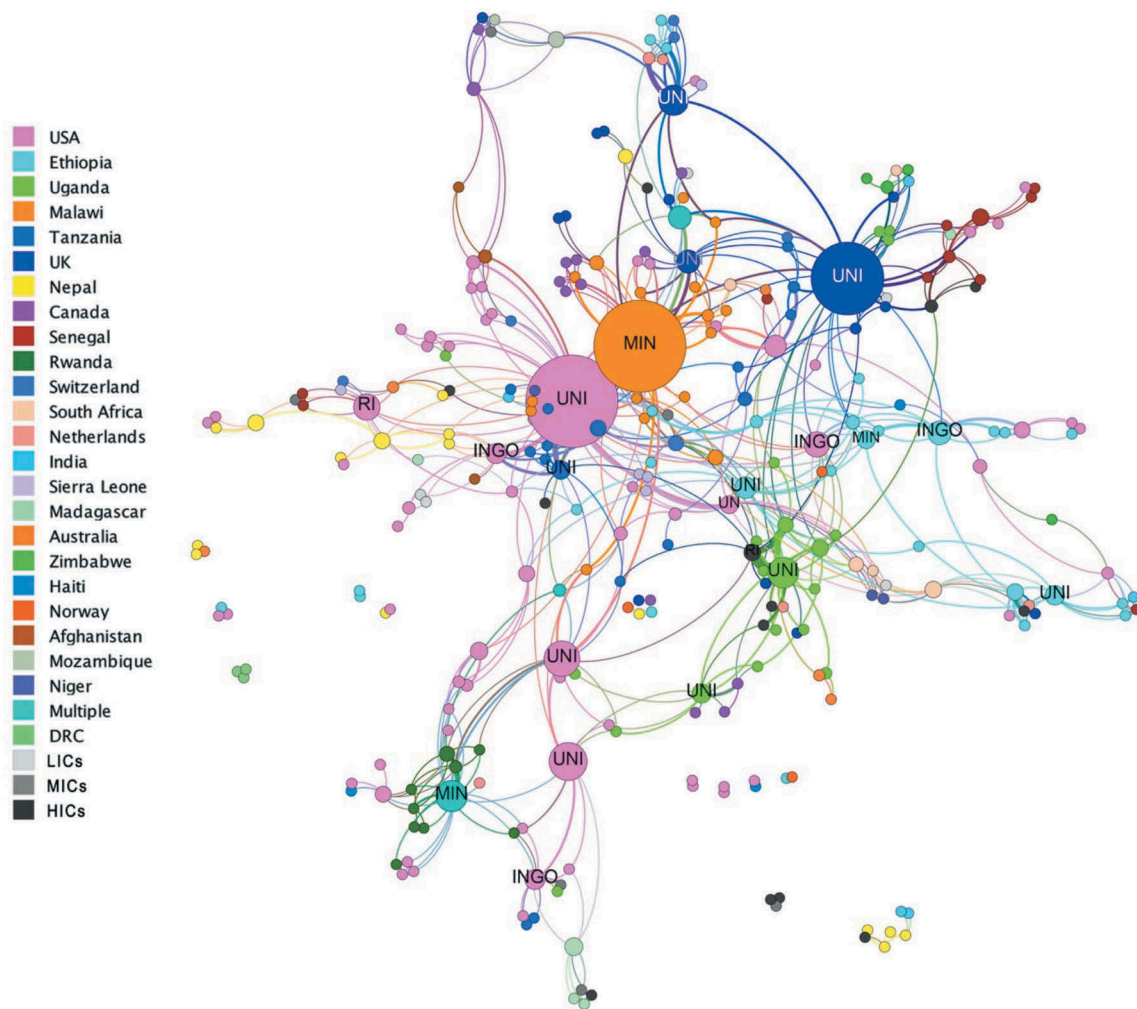 USA
Ethiopia
Uganda
Malawi
Tanzania
UK
Nepal
Canada
Senegal
Rwanda
Switzerland
South Africa
Netherlands
India
Sierra Leone
Madagascar
Australia
Zimbabwe
Haiti
Norway
Afghanistan
Mozambique
Niger
Multiple
DRC
LICs
MICs
HICs
UN
UNI
UNI
MIN
UNI
RI
INGO
UNI
INGO
MIN
INGO
UNI
UN
RI
UNI
UNI
UNI
UNI
UNI
MIN
INGO